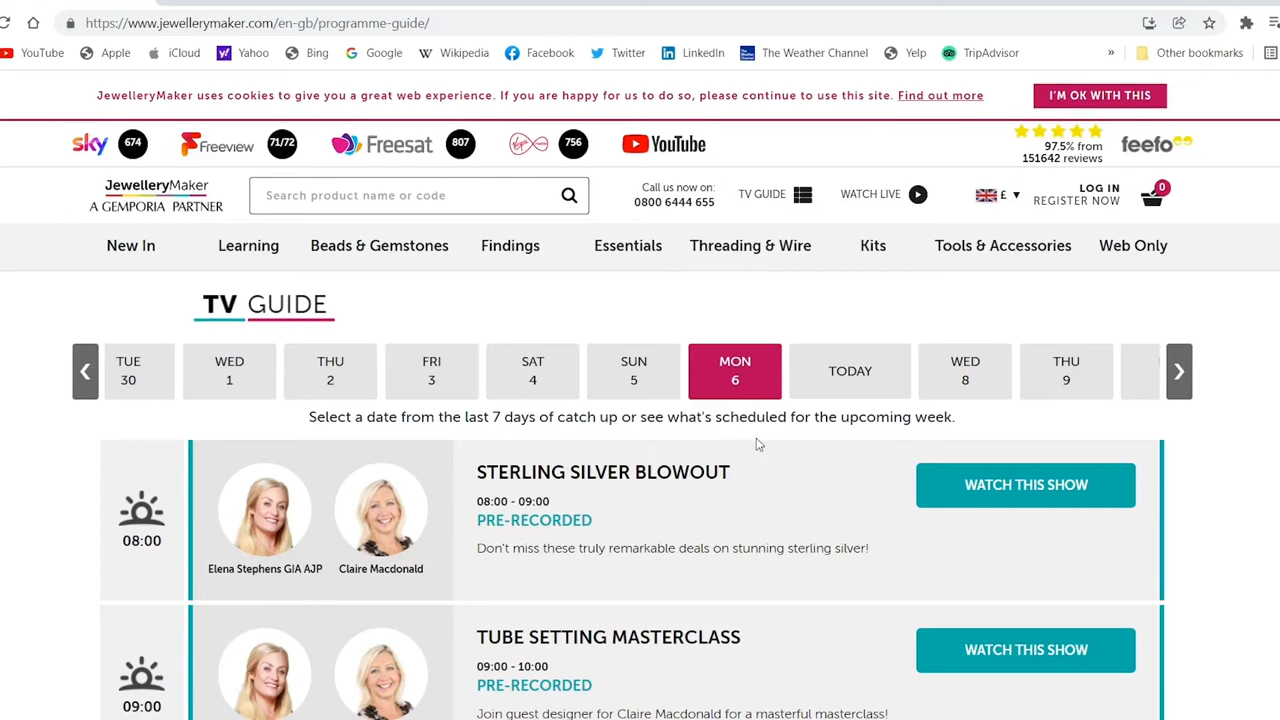 https://www.jewellerymaker.com/en-gb/programme-guide/
YouTube Apple iCloud Yahoo Bing Google Wikipedia Facebook Twitter LinkedIn The Weather Channel Yelp TripAdvisor » Other bookmarks
JewelleryMaker uses cookies to give you a great web experience. If you are happy for us to do so, please continue to use this site. Find out more
I'M OK WITH THIS
sky 674 Freeview 71/72 Freesat 807 756 YouTube
97.5% from
151642 reviews
feefo
JewelleryMaker
A GEMPORIA PARTNER
Search product name or code
Call us now on:
0800 6444 655
TV GUIDE
WATCH LIVE
£ ▼
LOG IN
REGISTER NOW
0
New In Learning Beads & Gemstones Findings Essentials Threading & Wire Kits Tools & Accessories Web Only
TV GUIDE
TUE WED THU FRI SAT SUN MON TODAY WED THU
30 1 2 3 4 5 6 8 9
Select a date from the last 7 days of catch up or see what's scheduled for the upcoming week.
08:00
Elena Stephens GIA AJP Claire Macdonald
STERLING SILVER BLOWOUT
08:00 - 09:00
PRE-RECORDED
Don't miss these truly remarkable deals on stunning sterling silver!
WATCH THIS SHOW
09:00
TUBE SETTING MASTERCLASS
09:00 - 10:00
PRE-RECORDED
Join guest designer for Claire Macdonald for a masterful masterclass!
WATCH THIS SHOW